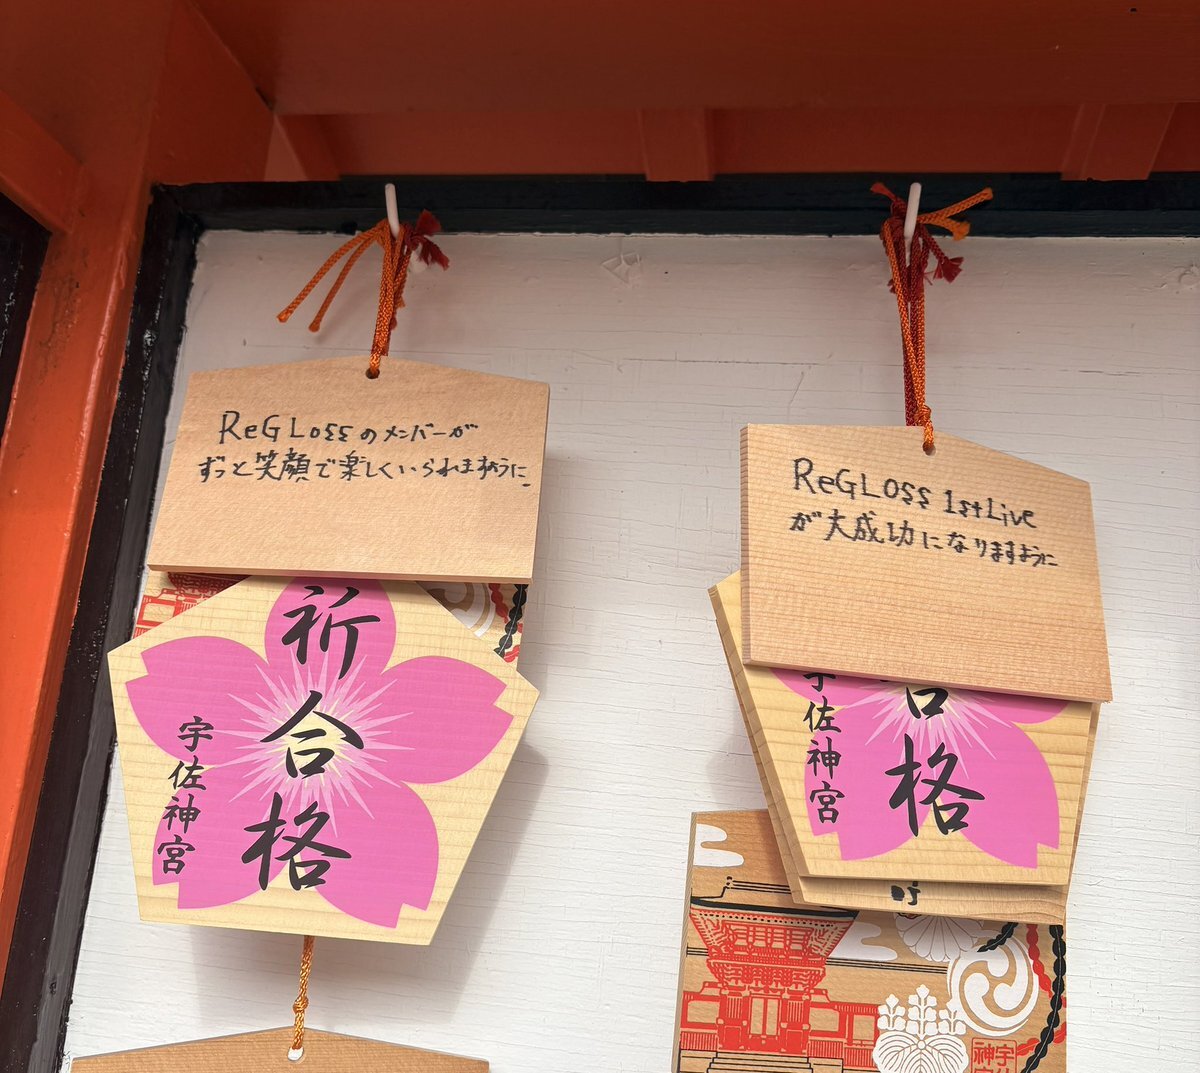 ReGLossのメンバーが
ずっと笑顔で楽しくいられますように
祈合格
宇佐神宮
ReGLOSS 1stLive
が大成功になりますように
合格
宇佐神宮